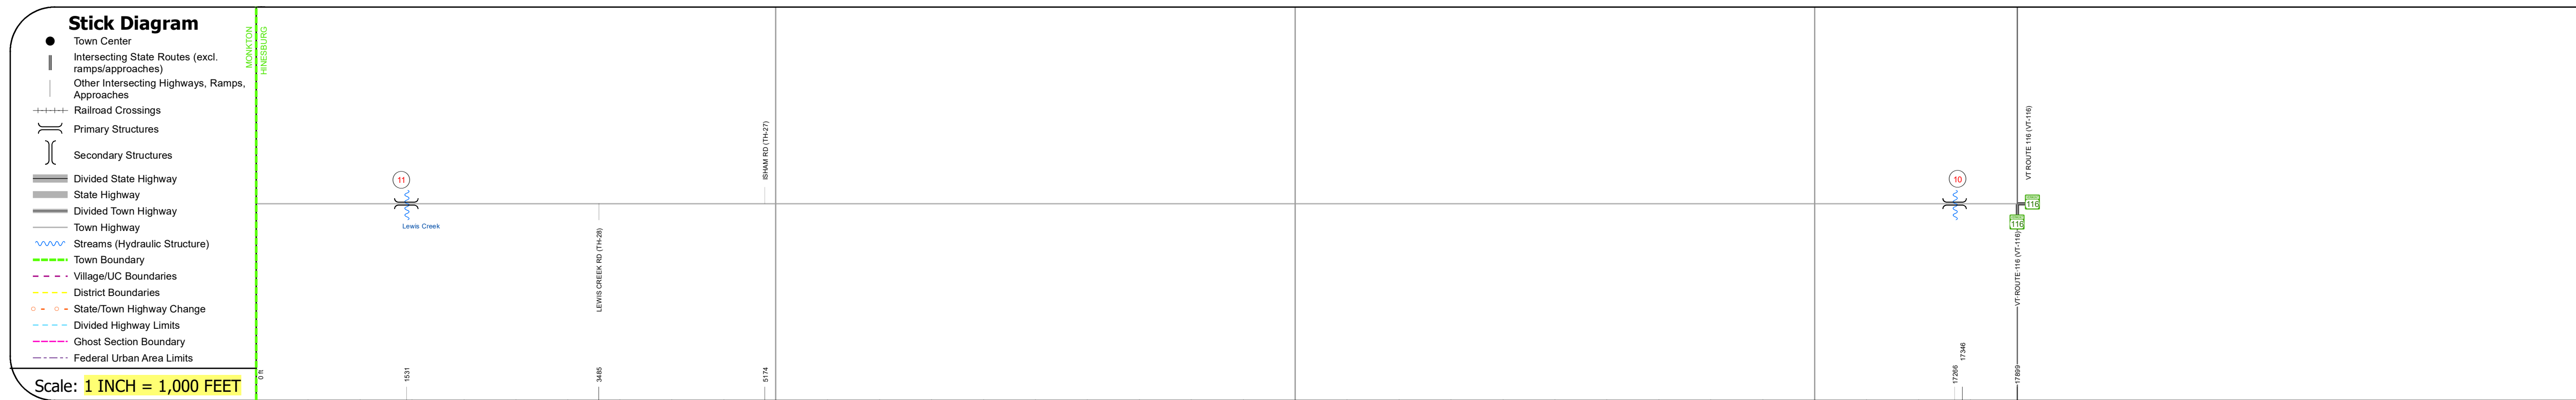 Stick Diagram
Town Center
Intersecting State Routes (excl.
ramps/approaches)
Other Intersecting Highways, Ramps,
Approaches
Railroad Crossings
Primary Structures
Secondary Structures
Divided State Highway
State Highway
Divided Town Highway
Town Highway
Streams (Hydraulic Structure)
Town Boundary
Village/UC Boundaries
District Boundaries
State/Town Highway Change
Divided Highway Limits
Ghost Section Boundary
Federal Urban Area Limits
Scale: 1 INCH = 1,000 FEET
MONKTON
HINESBURG
0 ft
11
Lewis Creek
1531
LEWIS CREEK RD (TH-28)
3485
ISHAM RD (TH-27)
5174
10
17266
17346
VT ROUTE 116 (VT-116)
116
116
VT ROUTE 116 (VT-116)
17899